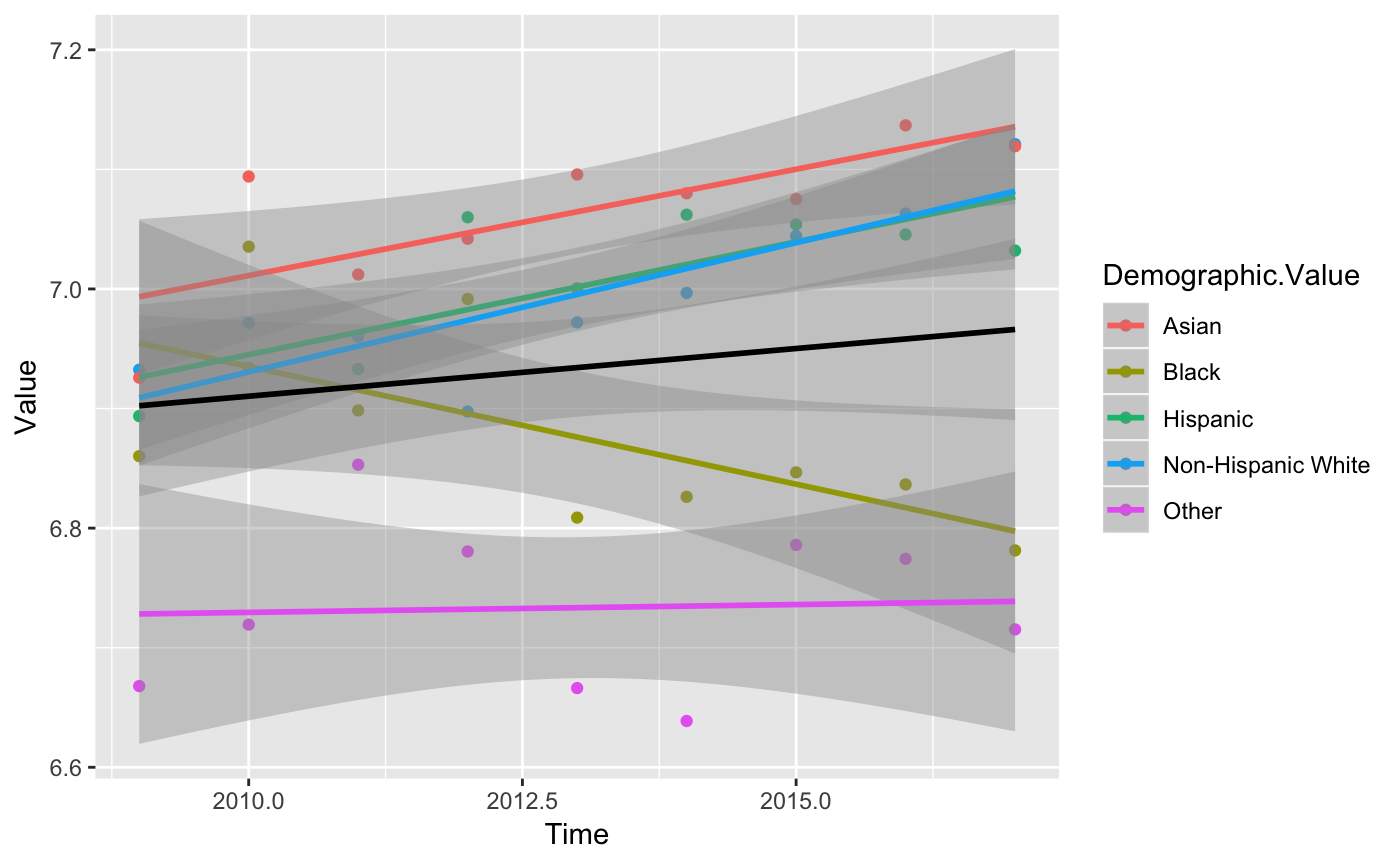 7.2
7.0
6.8
6.6
Value
2010.0
2012.5
2015.0
Time
Demographic.Value
Asian
Black
Hispanic
Non-Hispanic White
Other